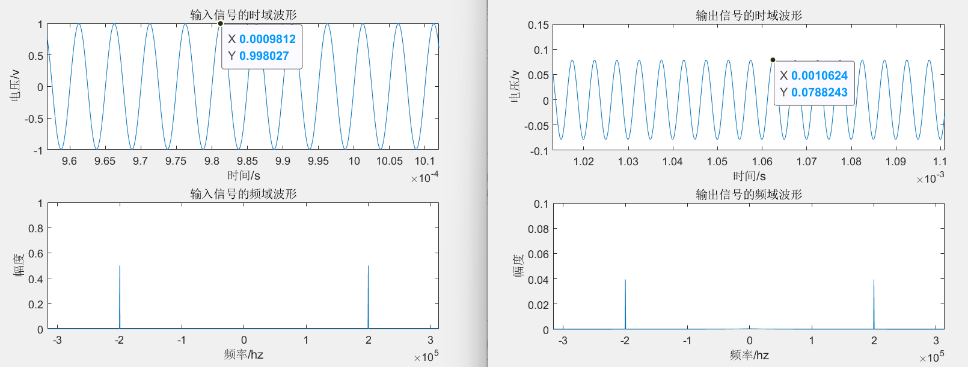 输入信号的时域波形
1
0.5
0
-0.5
-1
电压/v
X 0.0009812
Y 0.998027
9.6 9.65 9.7 9.75 9.8 9.85 9.9 9.95 10 10.05 10.1
时间/s
×10-4
输入信号的频域波形
1
0.8
0.6
0.4
0.2
0
幅度
-3 -2 -1 0 1 2 3
频率/hz
×105
输出信号的时域波形
0.15
0.1
0.05
0
-0.05
-0.1
电压/v
X 0.0010624
Y 0.0788243
1.02 1.03 1.04 1.05 1.06 1.07 1.08 1.09 1.1
时间/s
×10-3
输出信号的频域波形
0.1
0.08
0.06
0.04
0.02
0
幅度
-3 -2 -1 0 1 2 3
频率/hz
×105